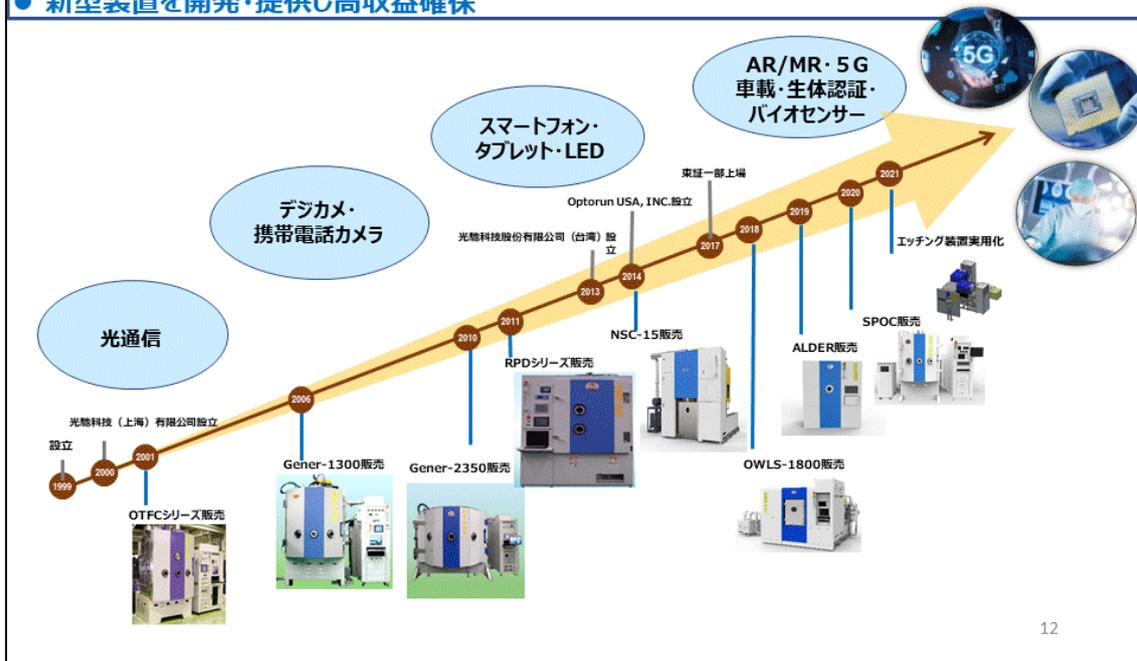 ● 新型装置を開発・提供し高収益確保
5G
AR/MR・５G
車載・生体認証・
バイオセンサー
スマートフォン・
タブレット・LED
デジカメ・
携帯電話カメラ
光通信
東証一部上場
Optorun USA, INC.設立
光馳科技股份有限公司（台湾）設
立
光馳科技（上海）有限公司設立
設立
1999
2000
2001
2006
2010
2011
2013
2014
2017
2018
2019
2020
2021
エッチング装置実用化
SPOC販売
ALDER販売
NSC-15販売
RPDシリーズ販売
OWLS-1800販売
Gener-1300販売
Gener-2350販売
OTFCシリーズ販売
12